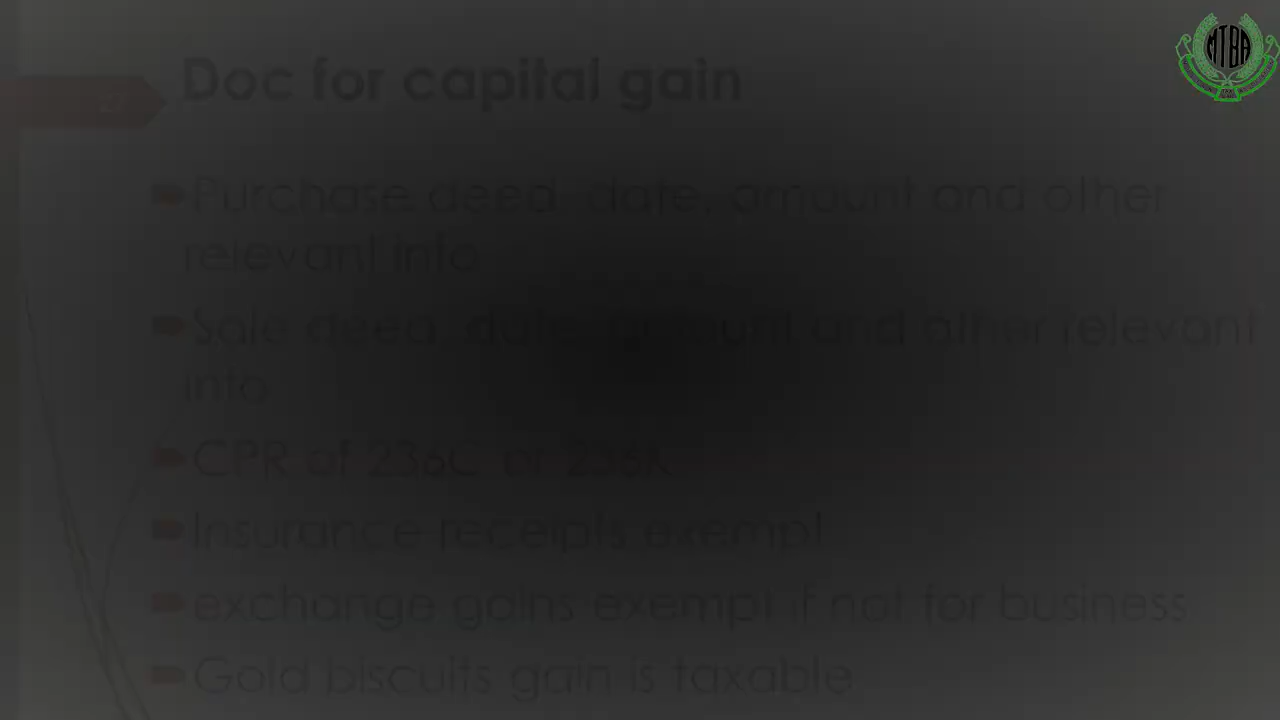 MTBA
Doc for capital gain
Purchase deed, date, amount and other
relevant info
Sale deed, date, amount and other relevant
info
CPR of 236C or 236K
Insurance receipts exempt
exchange gains exempt if not for business
Gold biscuits gain is taxable